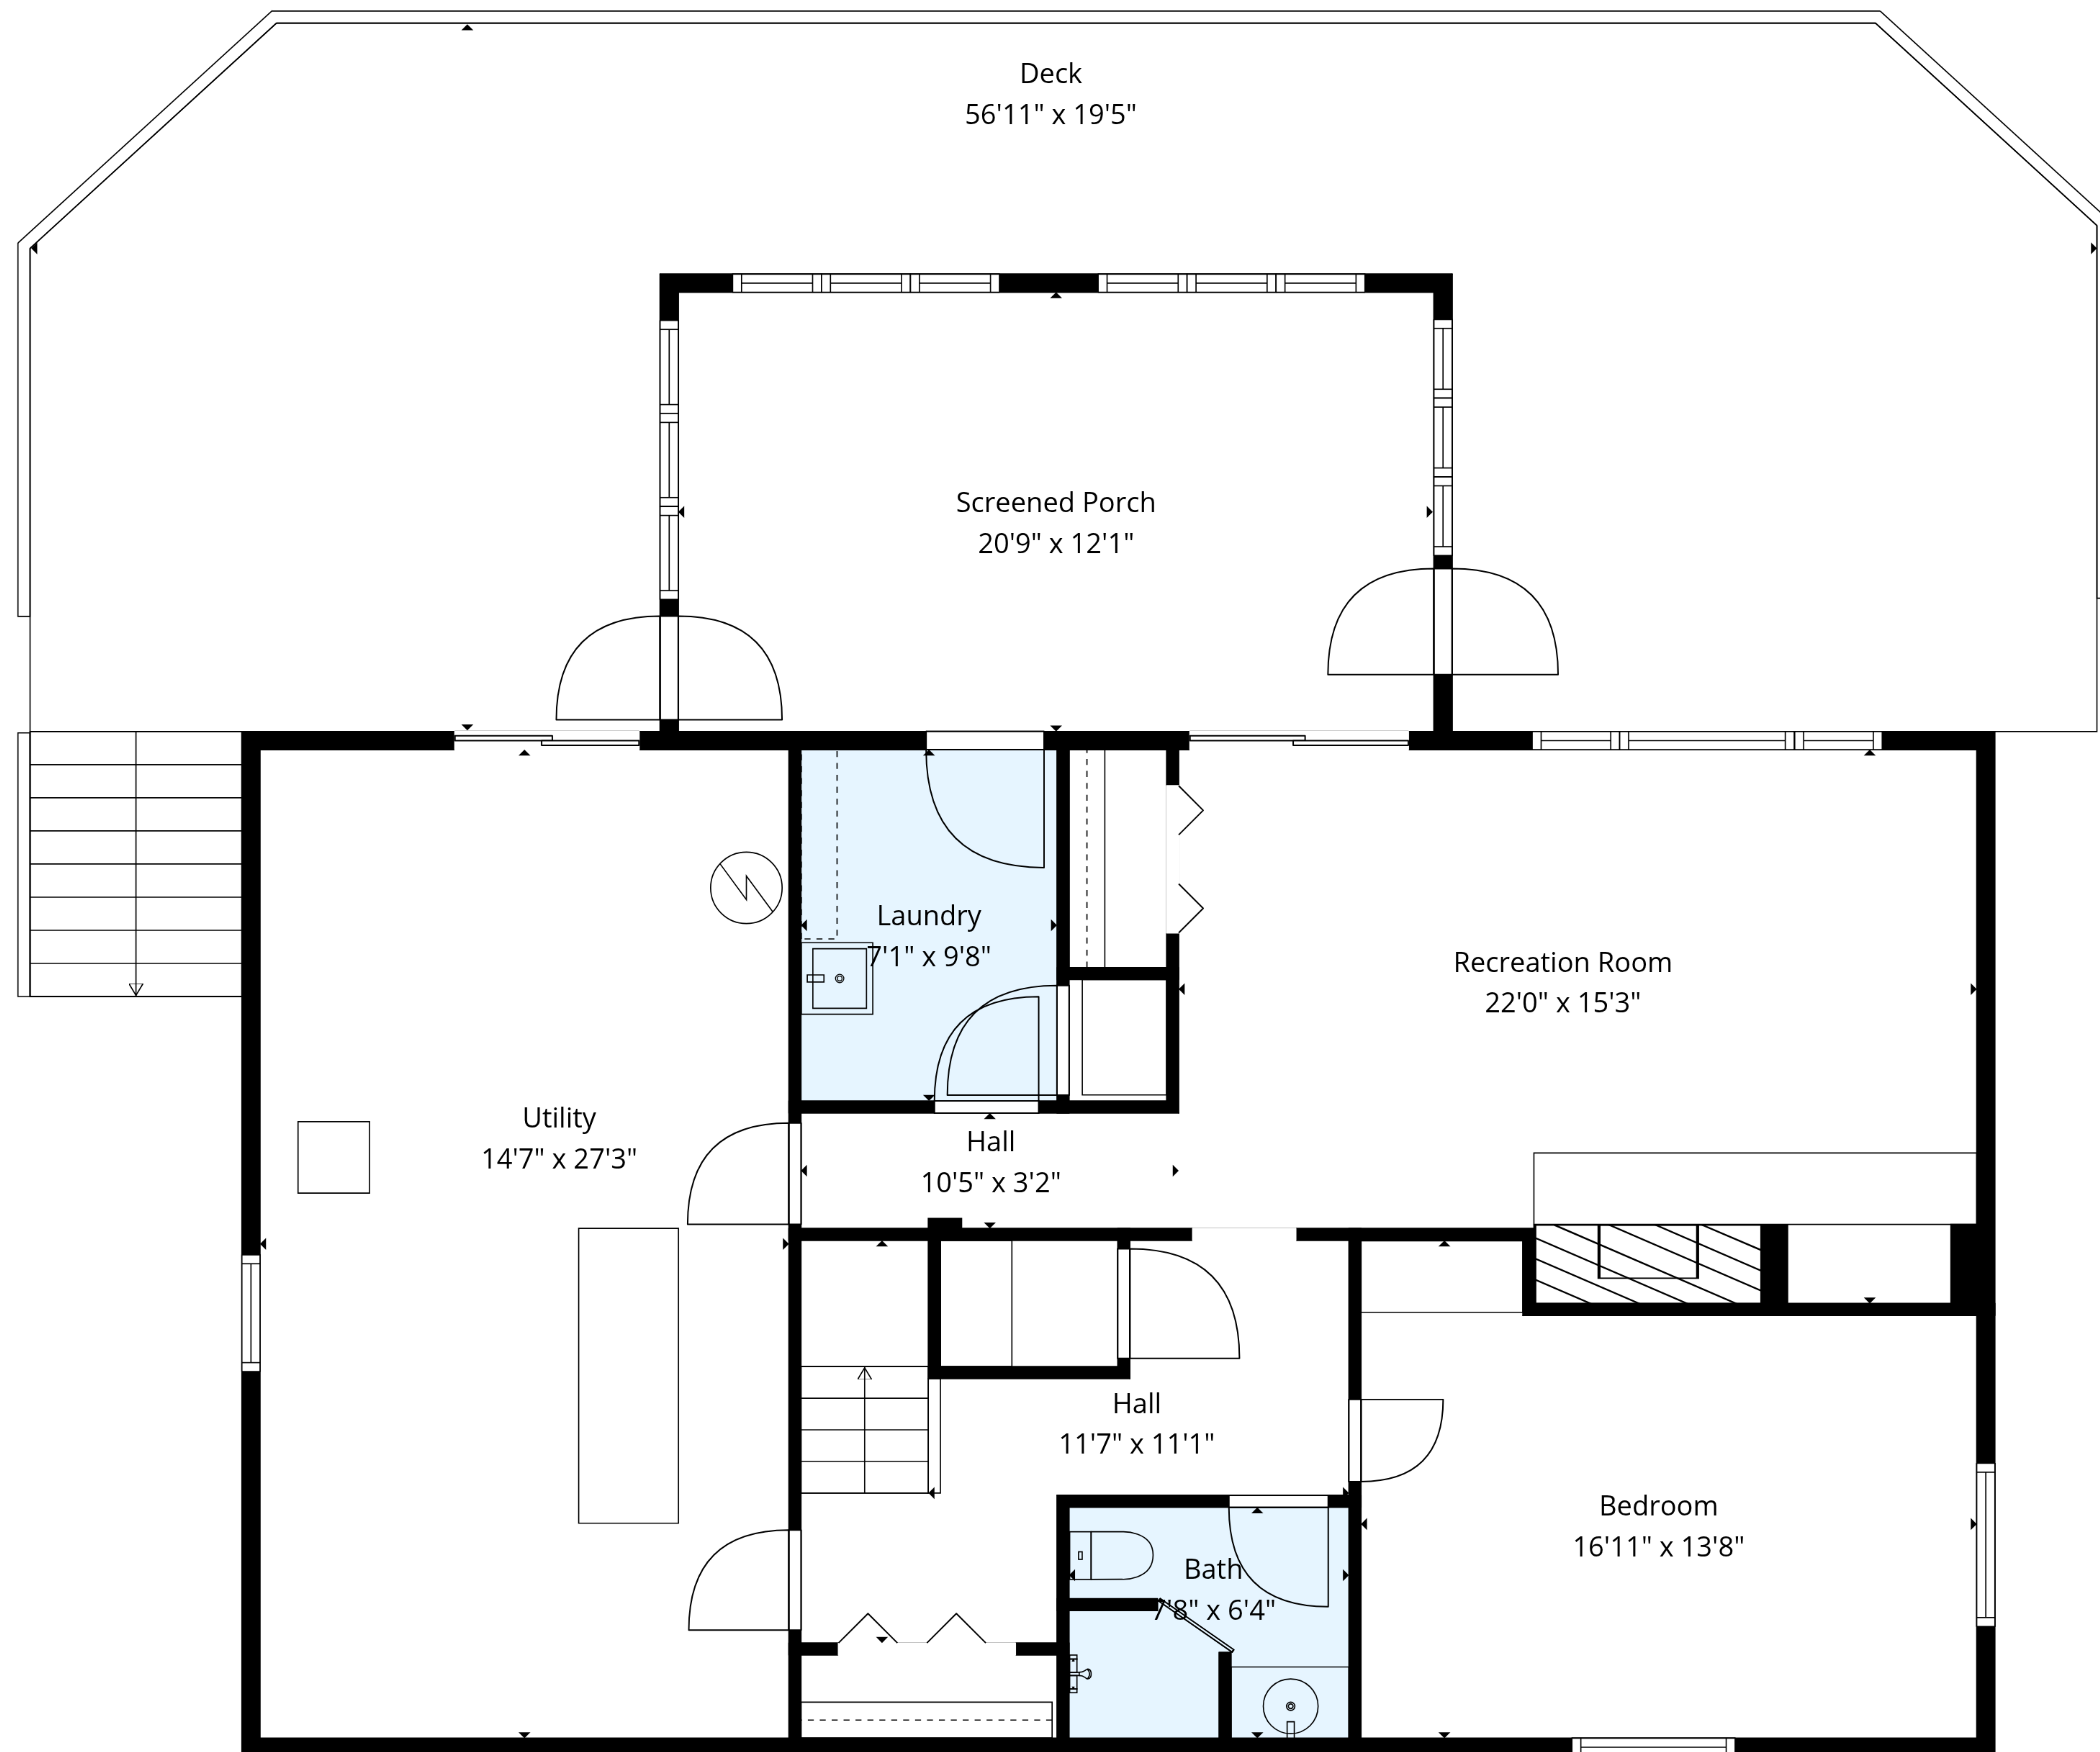 Deck
56'11" x 19'5"
Screened Porch
20'9" x 12'1"
Laundry
7'1" x 9'8"
Recreation Room
22'0" x 15'3"
Utility
14'7" x 27'3"
Hall
10'5" x 3'2"
Hall
11'7" x 11'1"
Bedroom
16'11" x 13'8"
Bath
7'8" x 6'4"